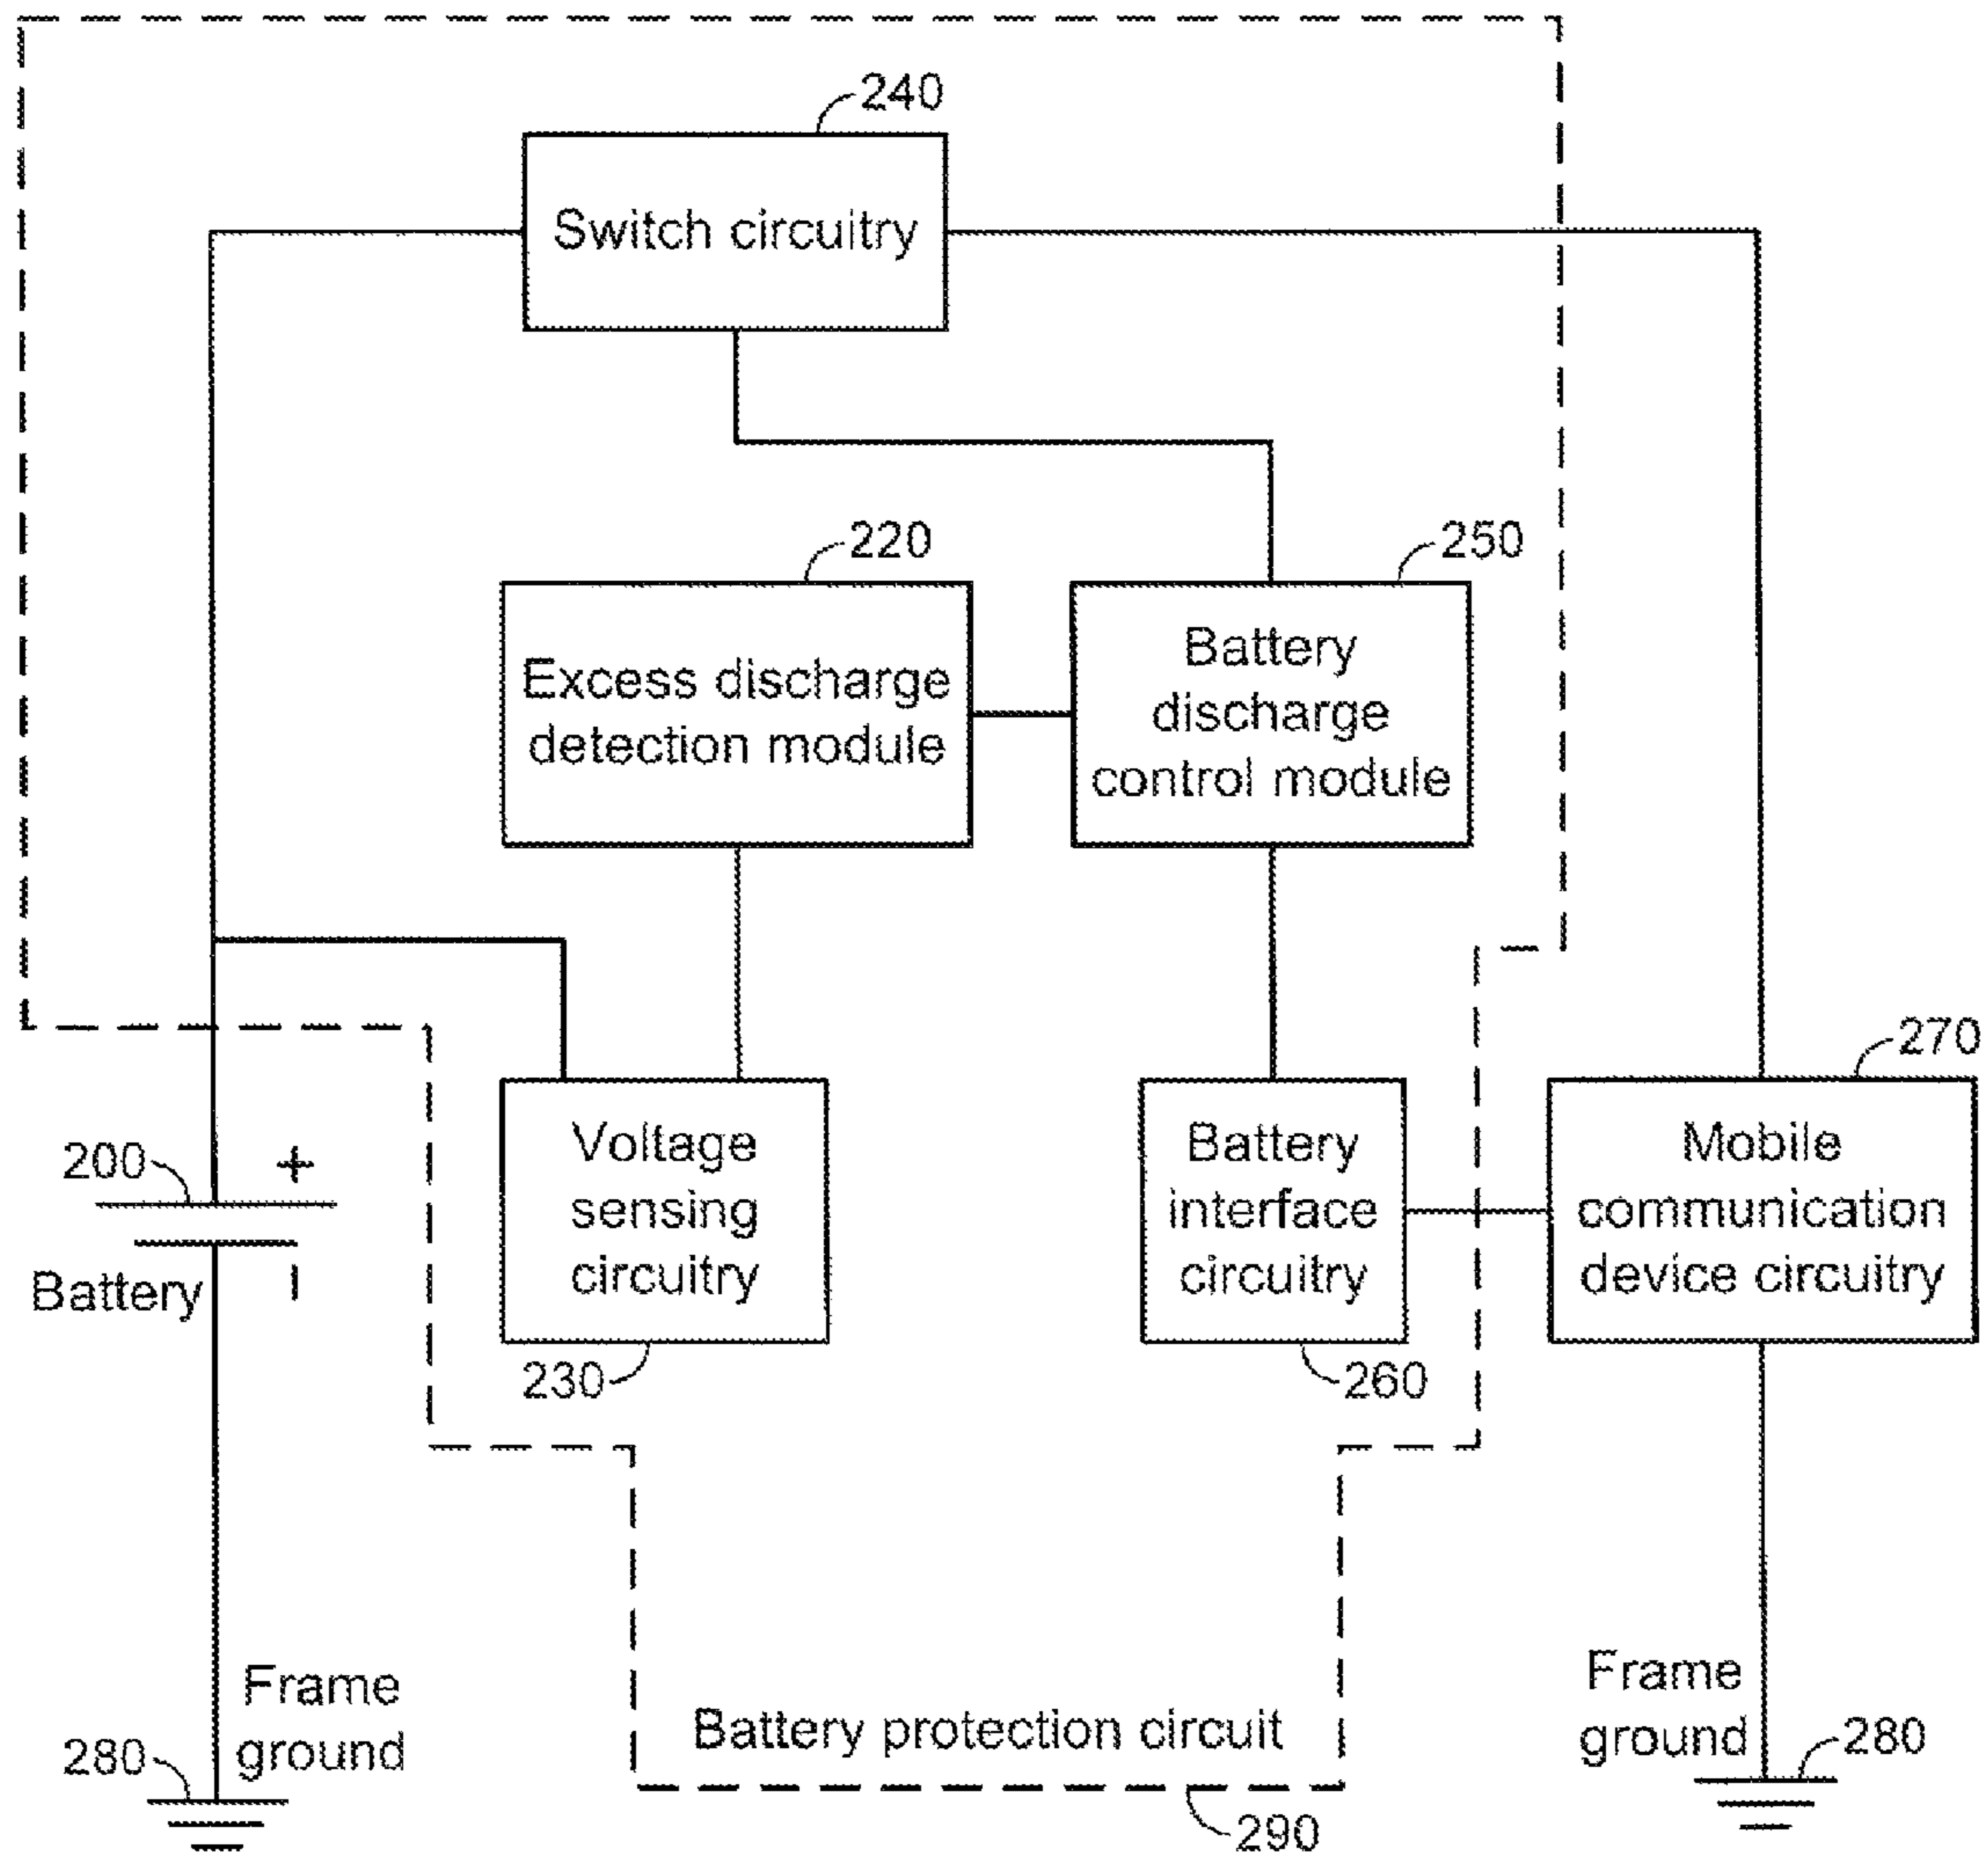 240
Switch circuitry
220
250
Excess discharge
detection module
Battery
discharge
control module
270
200
+
Battery
Voltage
sensing
circuitry
230
Battery
interface
circuitry
260
Mobile
communication
device circuitry
Frame
ground
280
Battery protection circuit
290
Frame
ground
280